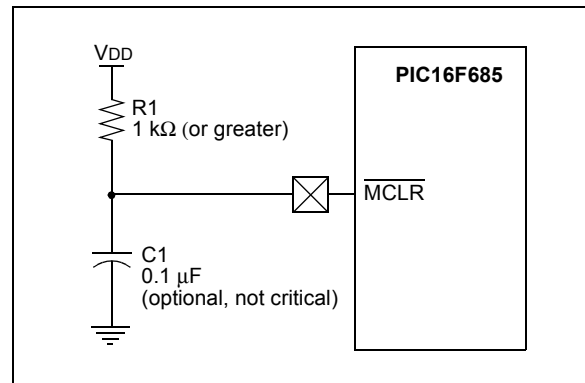 VDD
PIC16F685
R1
1 kΩ (or greater)
MCLR
C1
0.1 μF
(optional, not critical)